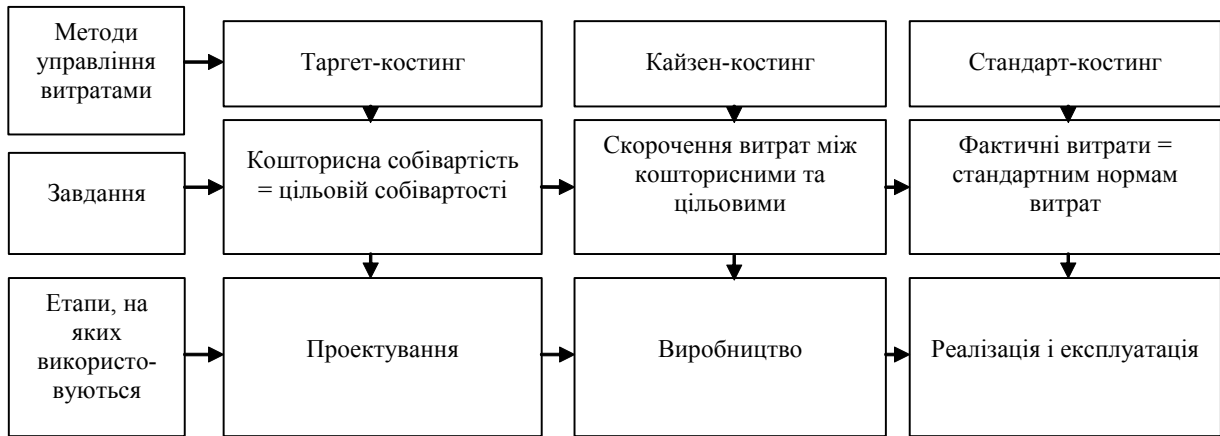 Методи
управління
витратами
Таргет-костинг
Кайзен-костинг
Стандарт-костинг
Завдання
Кошторисна собівартість
= цільовій собівартості
Скорочення витрат між
кошторисними та
цільовими
Фактичні витрати =
стандартним нормам
витрат
Етапи, на
яких
використо-
вуються
Проектування
Виробництво
Реалізація і експлуатація